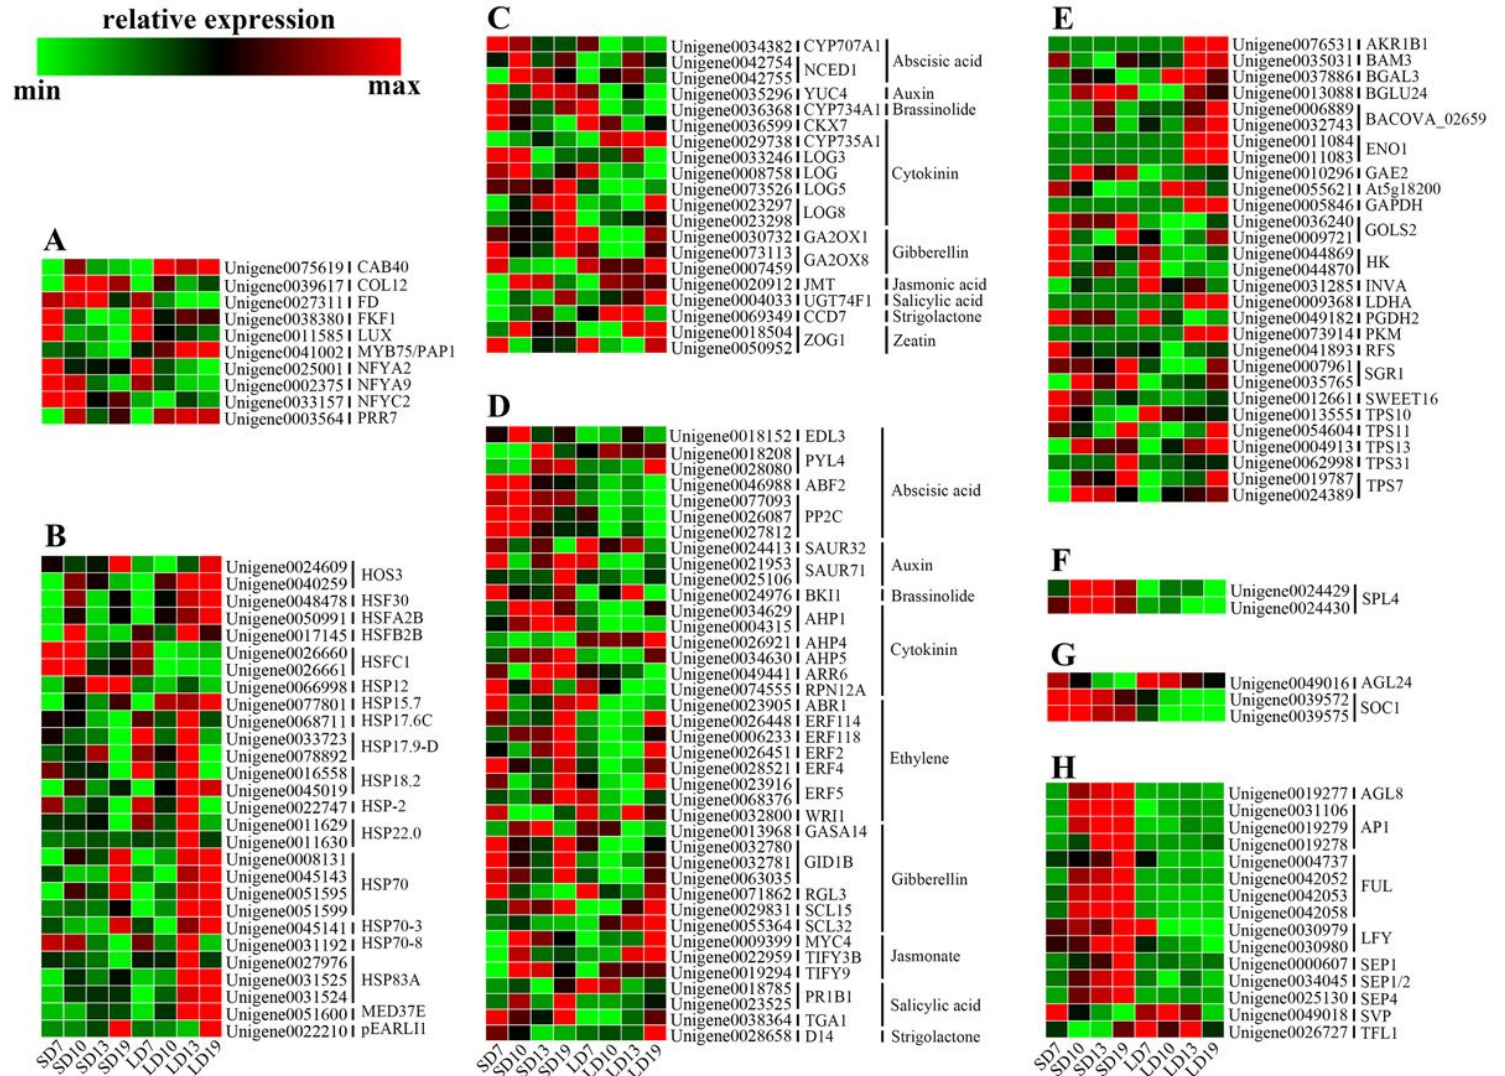 relative expression
min
max
A
Unigene0075619 CAB40
Unigene0039617 COL12
Unigene0027311 FD
Unigene0038380 FKF1
Unigene0011585 LUX
Unigene0041002 MYB75/PAP1
Unigene0025001 NFYA2
Unigene0002375 NFYA9
Unigene0033157 NFYC2
Unigene0003564 PRR7
B
Unigene0024609
HOS3
Unigene0040259
Unigene0048478 HSF30
Unigene0050991 HSFA2B
Unigene0017145 HSFB2B
Unigene0026660
HSFC1
Unigene0026661
Unigene0066998 HSP12
Unigene0077801 HSP15.7
Unigene0068711 HSP17.6C
Unigene0033723
HSP17.9-D
Unigene0078892
Unigene0016558
HSP18.2
Unigene0045019
Unigene0022747 HSP-2
Unigene0011629
HSP22.0
Unigene0011630
Unigene0008131
Unigene0045143
HSP70
Unigene0051595
Unigene0051599
Unigene0045141 HSP70-3
Unigene0031192 HSP70-8
Unigene0027976
Unigene0031525
HSP83A
Unigene0031524
Unigene0051600 MED37E
Unigene0022210 pEARLI1
SD7 SD10 SD13 SD19 LD7 LD10 LD13 LD19
C
Unigene0034382 CYP707A1
Unigene0042754
NCED1
Abscisic acid
Unigene0042755
Unigene0035296 YUC4 Auxin
Unigene0036368 CYP734A1 Brassinolide
Unigene0036599 CKX7
Unigene0029738 CYP735A1
Unigene0033246 LOG3
Unigene0008758 LOG
Cytokinin
Unigene0073526 LOG5
Unigene0023297
LOG8
Unigene0023298
Unigene0030732 GA2OX1
Unigene0073113
GA2OX8
Gibberellin
Unigene0007459
Unigene0020912 JMT Jasmonic acid
Unigene0004033 UGT74F1 Salicylic acid
Unigene0069349 CCD7 Strigolactone
Unigene0018504
ZOG1 Zeatin
Unigene0050952
D
Unigene0018152 EDL3
Unigene0018208
PYL4
Unigene0028080
Unigene0046988 ABF2
Abscisic acid
Unigene0077093
Unigene0026087 PP2C
Unigene0027812
Unigene0024413 SAUR32
Unigene0021953
SAUR71
Auxin
Unigene0025106
Unigene0024976 BKI1 Brassinolide
Unigene0034629
AHP1
Unigene0004315
Unigene0026921 AHP4
Cytokinin
Unigene0034630 AHP5
Unigene0049441 ARR6
Unigene0074555 RPN12A
Unigene0023905 ABR1
Unigene0026448 ERF114
Unigene0006233 ERF118
Unigene0026451 ERF2
Ethylene
Unigene0028521 ERF4
Unigene0023916
ERF5
Unigene0068376
Unigene0032800 WRI1
Unigene0013968 GASA14
Unigene0032780
Unigene0032781 GID1B
Unigene0063035
Gibberellin
Unigene0071862 RGL3
Unigene0029831 SCL15
Unigene0055364 SCL32
Unigene0009399 MYC4
Unigene0022959 TIFY3B
Jasmonate
Unigene0019294 TIFY9
Unigene0018785
PR1B1
Unigene0023525
Salicylic acid
Unigene0038364 TGA1
Unigene0028658 D14 Strigolactone
SD7 SD10 SD13 SD19 LD7 LD10 LD13 LD19
E
Unigene0076531 AKR1B1
Unigene0035031 BAM3
Unigene0037886 BGAL3
Unigene0013088 BGLU24
Unigene0006889
BACOVA_02659
Unigene0032743
Unigene0011084
ENO1
Unigene0011083
Unigene0010296 GAE2
Unigene0055621 At5g18200
Unigene0005846 GAPDH
Unigene0036240
GOLS2
Unigene0009721
Unigene0044869
HK
Unigene0044870
Unigene0031285 INVA
Unigene0009368 LDHA
Unigene0049182 PGDH2
Unigene0073914 PKM
Unigene0041893 RFS
Unigene0007961
SGR1
Unigene0035765
Unigene0012661 SWEET16
Unigene0013555 TPS10
Unigene0054604 TPS11
Unigene0004913 TPS13
Unigene0062998 TPS31
Unigene0019787
TPS7
Unigene0024389
F
Unigene0024429
SPL4
Unigene0024430
G
Unigene0049016 AGL24
Unigene0039572
SOC1
Unigene0039575
H
Unigene0019277 AGL8
Unigene0031106
Unigene0019279 AP1
Unigene0019278
Unigene0004737
Unigene0042052
FUL
Unigene0042053
Unigene0042058
Unigene0030979
LFY
Unigene0030980
Unigene0000607 SEP1
Unigene0034045 SEP1/2
Unigene0025130 SEP4
Unigene0049018 SVP
Unigene0026727 TFL1
SD7 SD10 SD13 SD19 LD7 LD10 LD13 LD19